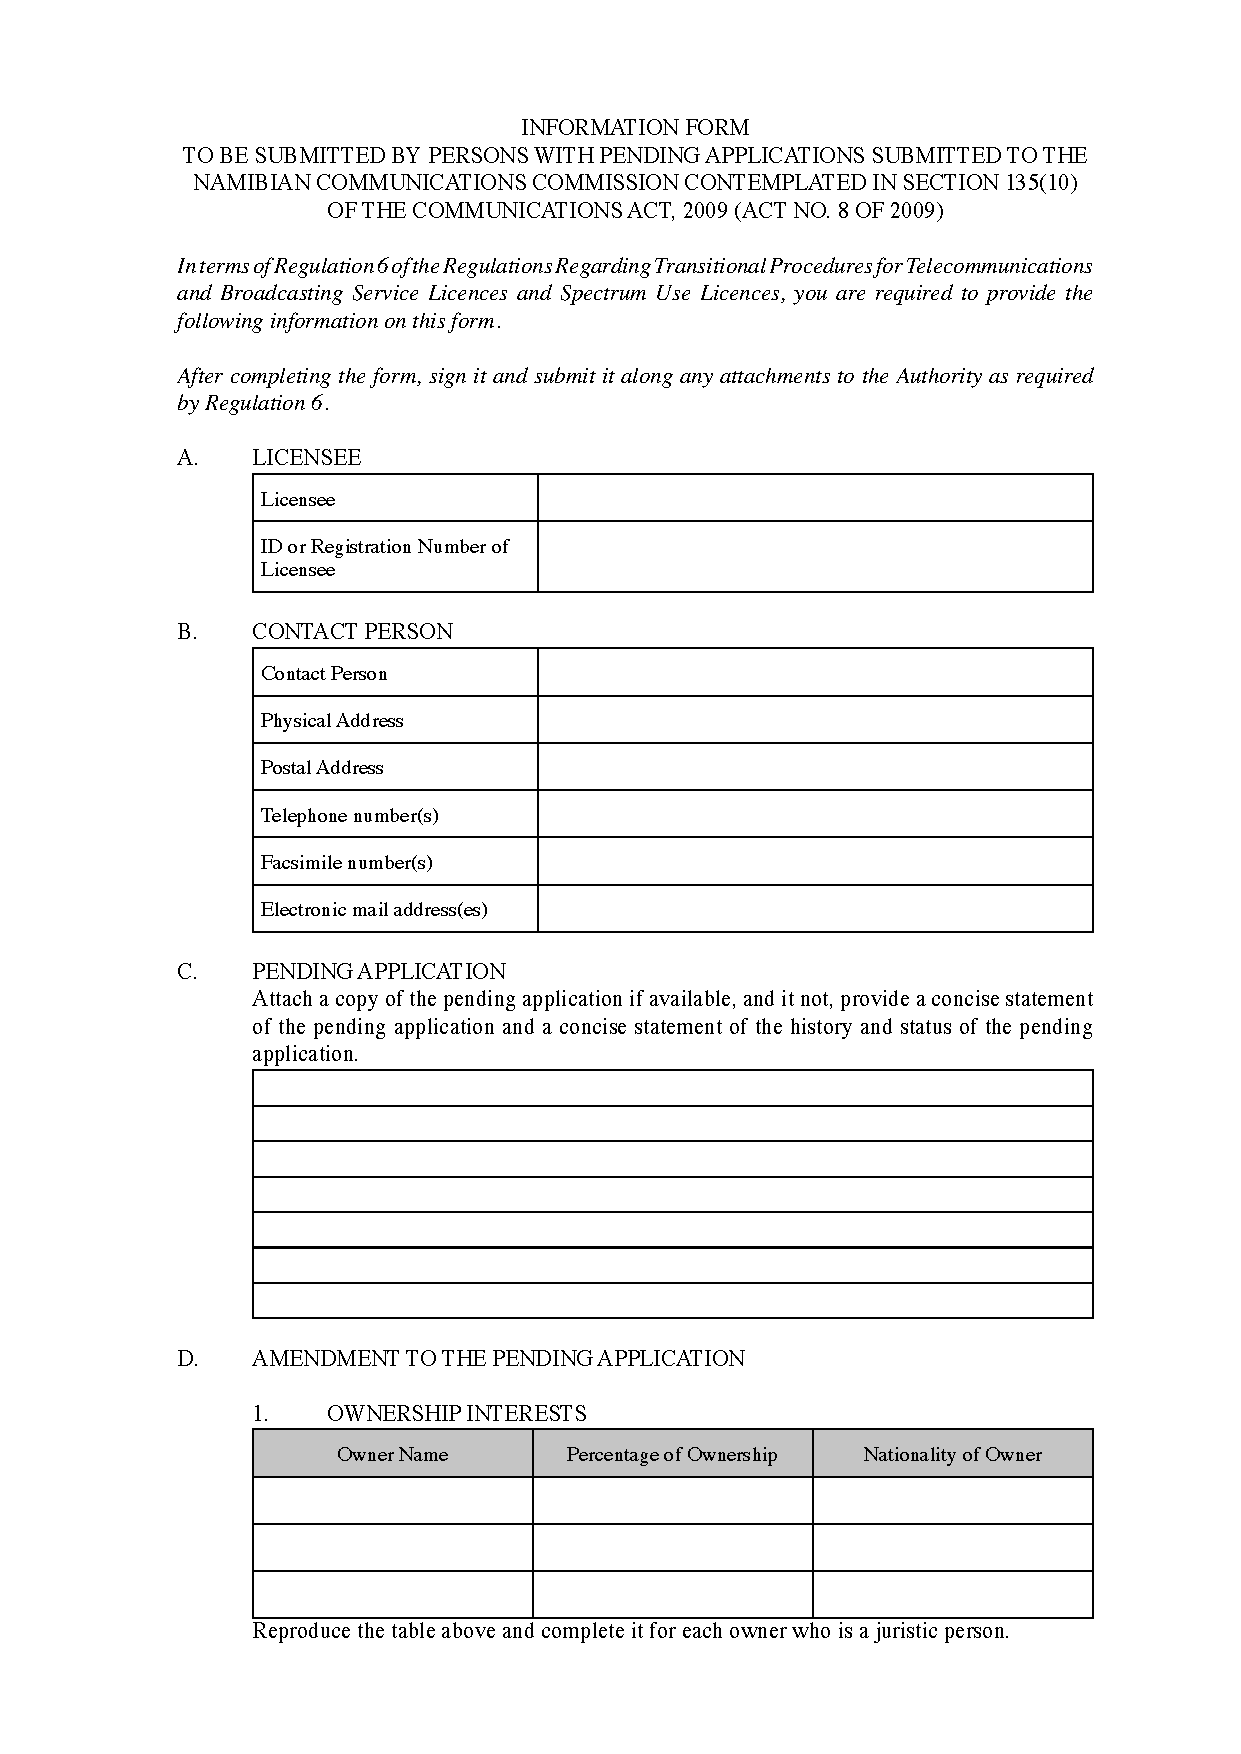 INFORMATION FORM
TO BE SUBMITTED BY PERSONS WITH PENDING APPLICATIONS SUBMITTED TO THE
NAMIBIAN COMMUNICATIONS COMMISSION CONTEMPLATED IN SECTION 135(10)
OF THE COMMUNICATIONS ACT, 2009 (ACT NO. 8 OF 2009)
In terms of Regulation 6 of the Regulations Regarding Transitional Procedures for Telecommunications
and Broadcasting Service Licences and Spectrum Use Licences, you are required to provide the
following information on this form.
After completing the form, sign it and submit it along any attachments to the Authority as required
by Regulation 6.
A. LICENSEE
Licensee
ID or Registration Number of
Licensee
B. CONTACT PERSON
Contact Person
Physical Address
Postal Address
Telephone number(s)
Facsimile number(s)
Electronic mail address(es)
C. PENDING APPLICATION
Attach a copy of the pending application if available, and it not, provide a concise statement
of the pending application and a concise statement of the history and status of the pending
application.
D. AMENDMENT TO THE PENDING APPLICATION
1. OWNERSHIP INTERESTS
Owner Name Percentage of Ownership Nationality of Owner
Reproduce the table above and complete it for each owner who is a juristic person.